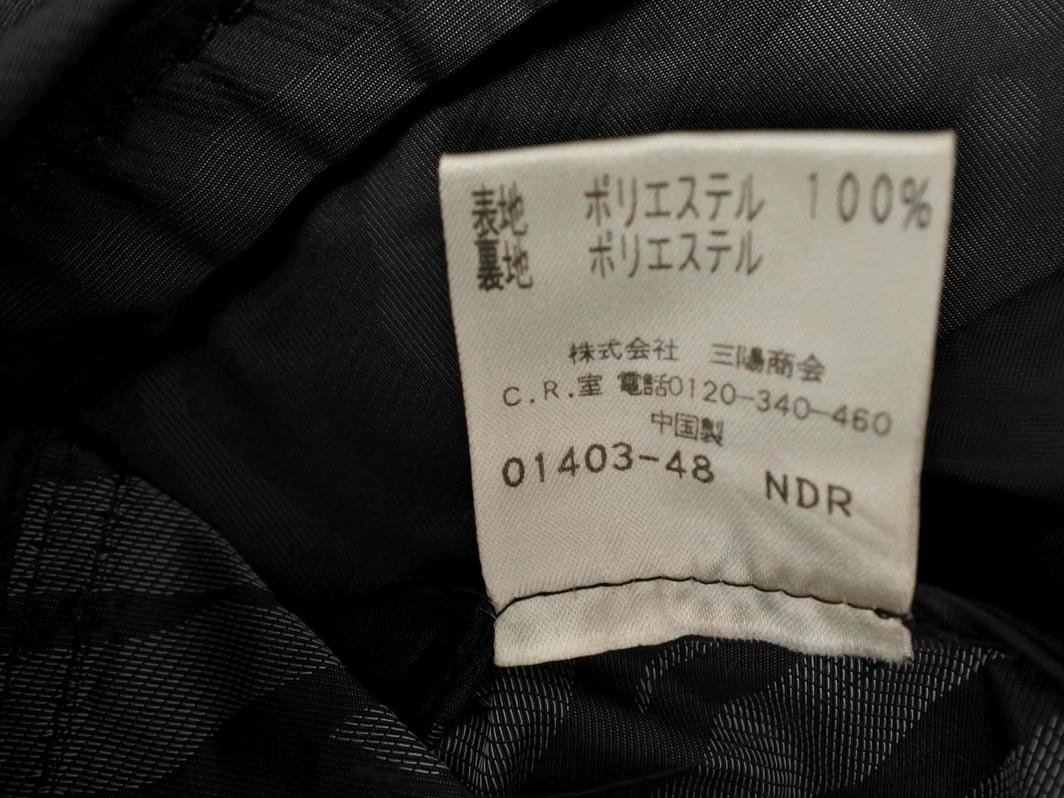 表地 ポリエステル 100%
裏地 ポリエステル
株式会社 三陽商会
C.R.室 電話0120-340-460
中国製
01403-48 NDR